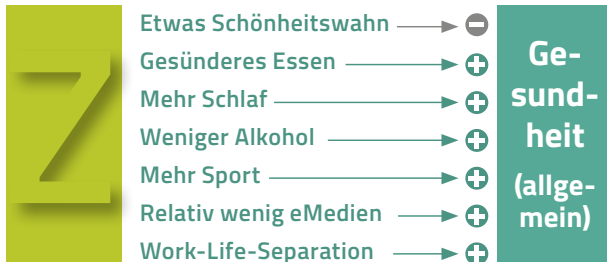 Z
Etwas Schönheitswahn
Gesünderes Essen
Mehr Schlaf
Weniger Alkohol
Mehr Sport
Relativ wenig eMedien
Work-Life-Separation
Ge-
sund-
heit
(allge-
mein)